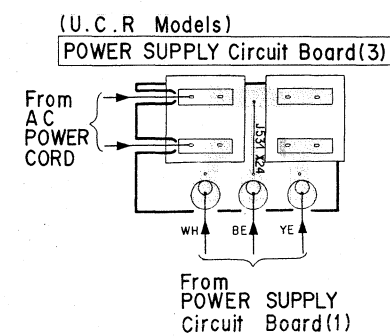 (U.C.R Models)
POWER SUPPLY Circuit Board(3)
From
AC
POWER
CORD
J531 X24
WH
BE
YE
From
POWER SUPPLY
Circuit Board(1)